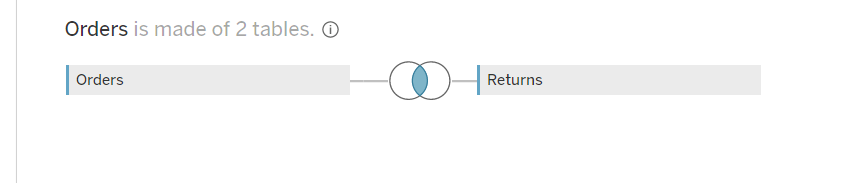 Orders is made of 2 tables.
Orders
Returns